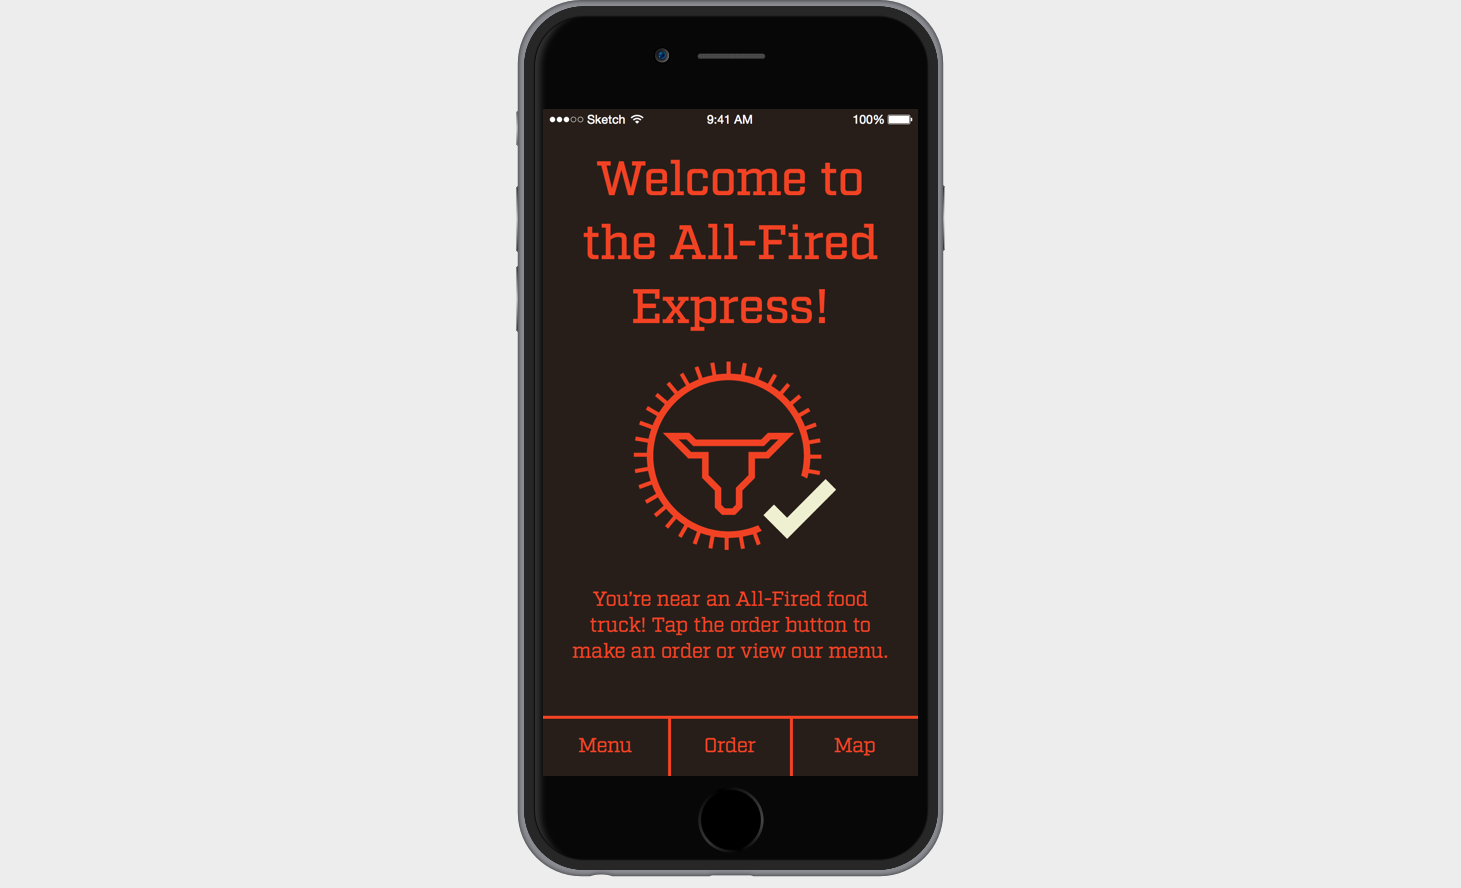 Sketch 9:41 AM 100%
Welcome to
the All-Fired
Express!
You're near an All-Fired food
truck! Tap the order button to
make an order or view our menu.
Menu Order Map